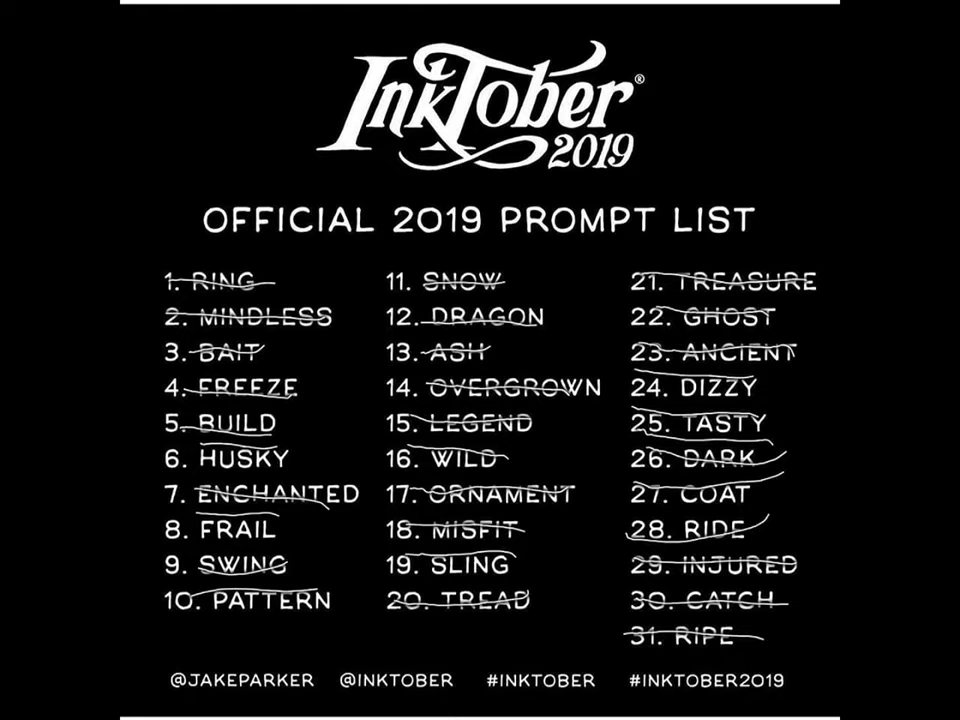 InkTober®
2019
OFFICIAL 2019 PROMPT LIST
1. RING
2. MINDLESS
3. BAIT
4. FREEZE
5. BUILD
6. HUSKY
7. ENCHANTED
8. FRAIL
9. SWING
10. PATTERN
11. SNOW
12. DRAGON
13. ASH
14. OVERGROWN
15. LEGEND
16. WILD
17. ORNAMENT
18. MISFIT
19. SLING
20. TREAD
21. TREASURE
22. GHOST
23. ANCIENT
24. DIZZY
25. TASTY
26. DARK
27. COAT
28. RIDE
29. INJURED
30. CATCH
31. RIPE
@JAKEPARKER @INKTOBER #INKTOBER #INKTOBER2019